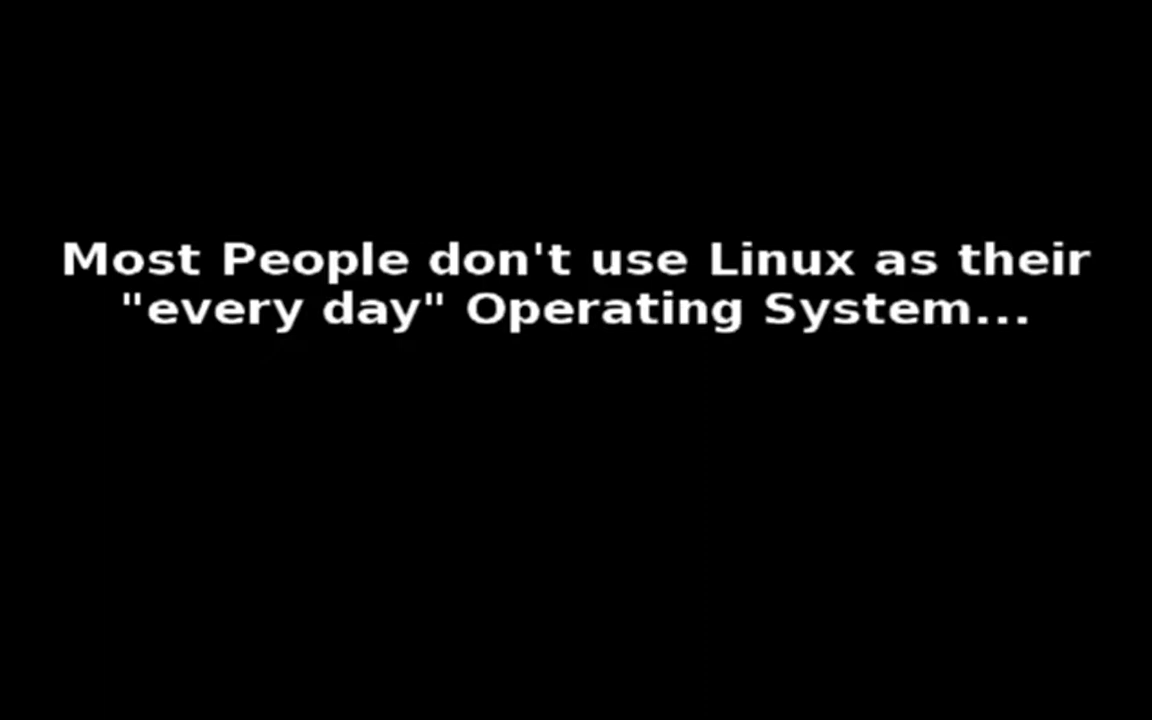 Most People don't use Linux as their
"every day" Operating System...